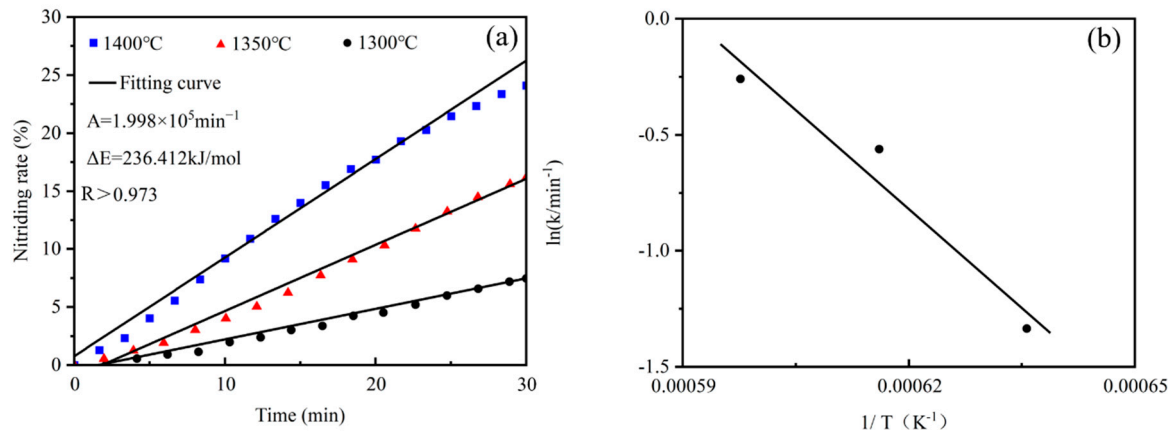 (a)
1400℃ 1350℃ 1300℃
Fitting curve
A=1.998×10⁵min⁻¹
ΔE=236.412kJ/mol
R＞0.973
Nitriding rate (%)
30
25
20
15
10
5
0
0 10 20 30
Time (min)
(b)
ln(k/min⁻¹)
0.0
-0.5
-1.0
-1.5
0.00059 0.00062 0.00065
1/ T（K⁻¹）